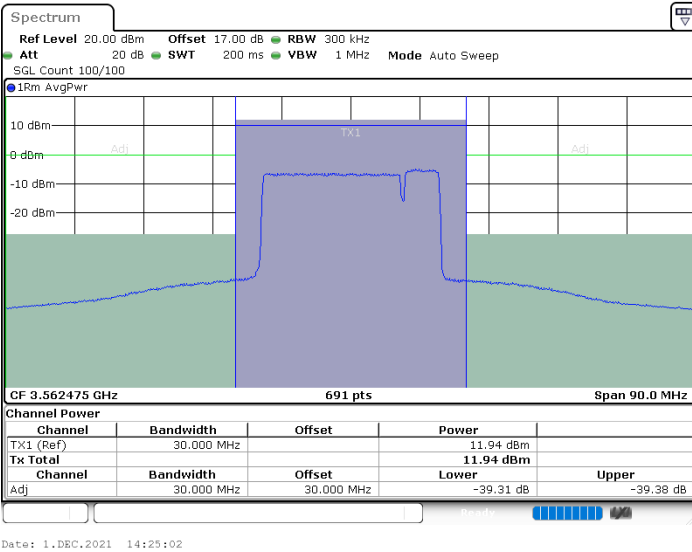 Spectrum
Ref Level 20.00 dBm Offset 17.00 dB RBW 300 kHz
Att 20 dB SWT 200 ms VBW 1 MHz Mode Auto Sweep
SGL Count 100/100
1Rm AvgPwr
10 dBm
TX1
Adj
Adj
0 dBm
-10 dBm
-20 dBm
CF 3.562475 GHz 691 pts Span 90.0 MHz
Channel Power
Channel Bandwidth Offset Power
TX1 (Ref) 30.000 MHz 11.94 dBm
Tx Total 11.94 dBm
Channel Bandwidth Offset Lower Upper
Adj 30.000 MHz 30.000 MHz -39.31 dB -39.38 dB
Ready
Date: 1.DEC.2021 14:25:02